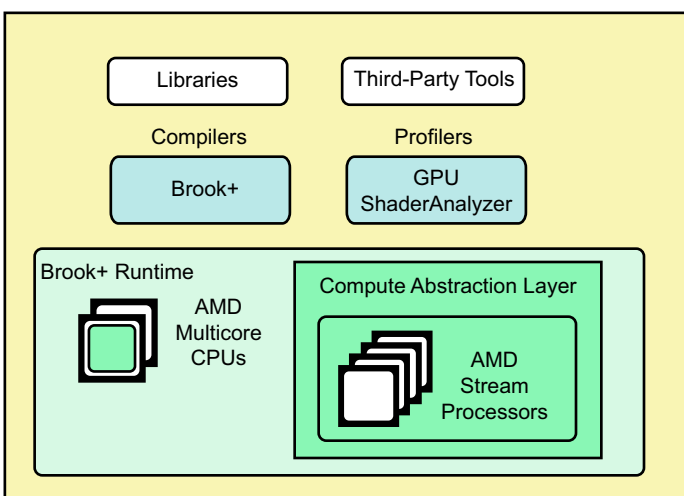 Libraries
Third-Party Tools
Compilers
Profilers
Brook+
GPU
ShaderAnalyzer
Brook+ Runtime
AMD
Multicore
CPUs
Compute Abstraction Layer
AMD
Stream
Processors